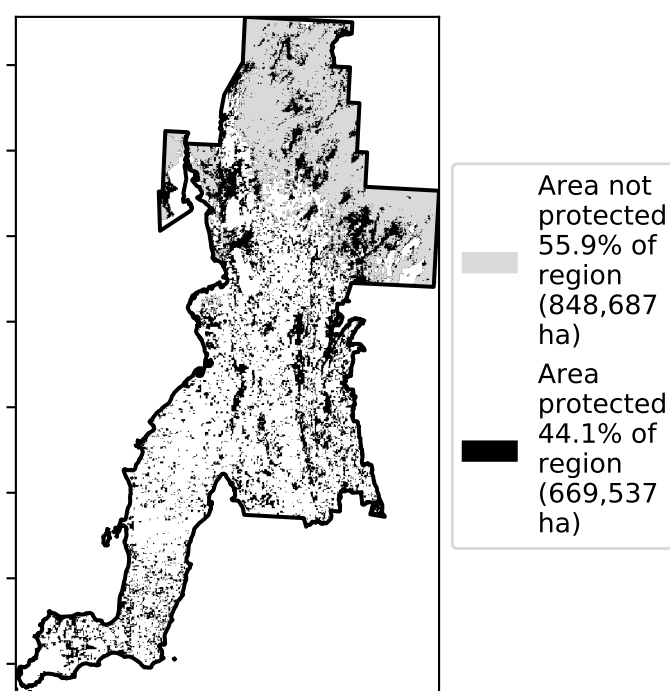 Area not
protected
55.9% of
region
(848,687
ha)
Area
protected
44.1% of
region
(669,537
ha)